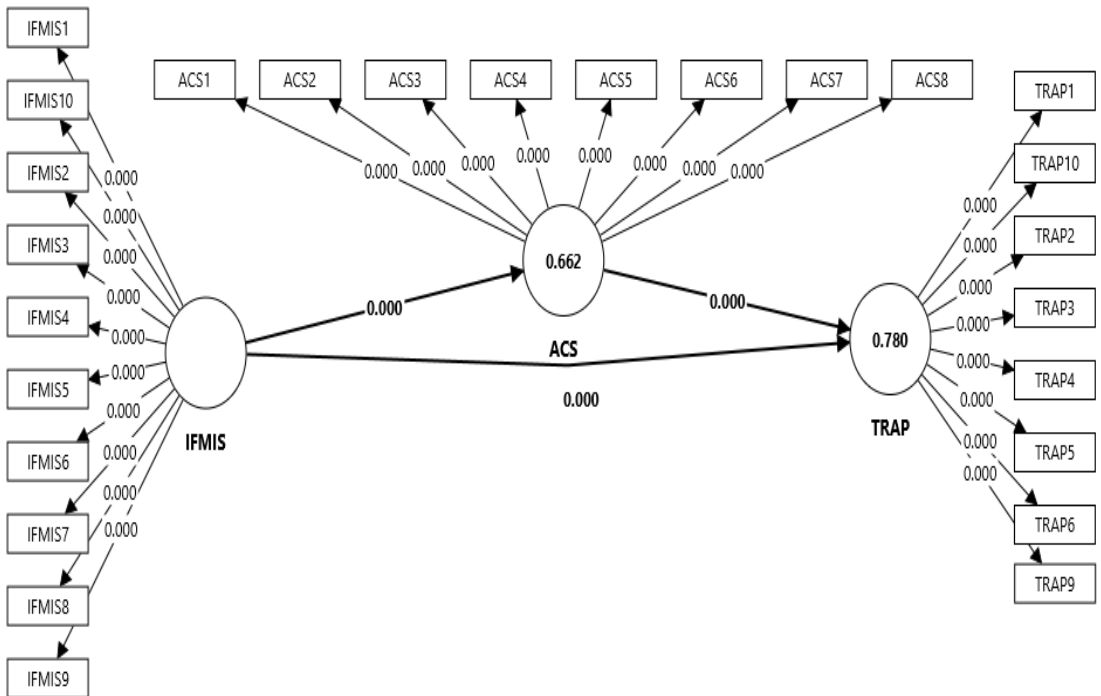 IFMIS1
IFMIS10
IFMIS2
IFMIS3
IFMIS4
IFMIS5
IFMIS6
IFMIS7
IFMIS8
IFMIS9
0.000
0.000
0.000
0.000
0.000
0.000
0.000
0.000
0.000
0.000
IFMIS
ACS1
ACS2
ACS3
ACS4
ACS5
ACS6
ACS7
ACS8
0.000
0.000
0.000
0.000
0.000
0.000
0.000
0.000
0.662
ACS
0.000
0.000
0.000
0.780
TRAP
0.000
0.000
0.000
0.000
0.000
0.000
0.000
0.000
TRAP1
TRAP10
TRAP2
TRAP3
TRAP4
TRAP5
TRAP6
TRAP9